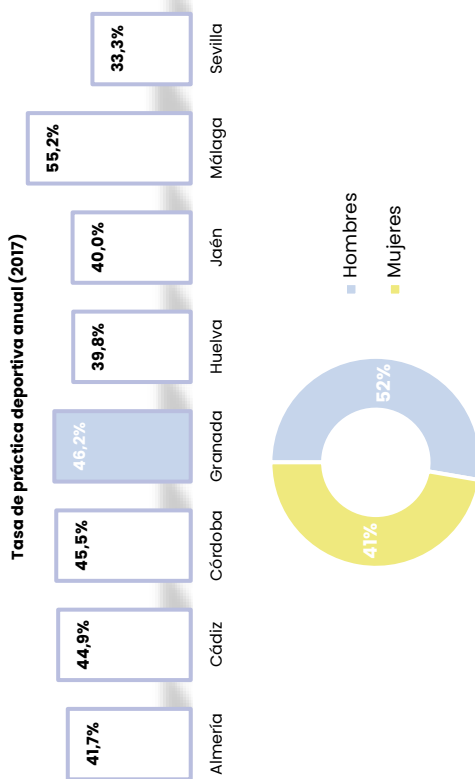 Tasa de práctica deportiva anual (2017)
41,7%
44,9%
45,5%
46,2%
39,8%
40,0%
55,2%
33,3%
Almería
Cádiz
Córdoba
Granada
Huelva
Jaén
Málaga
Sevilla
41%
52%
Hombres
Mujeres